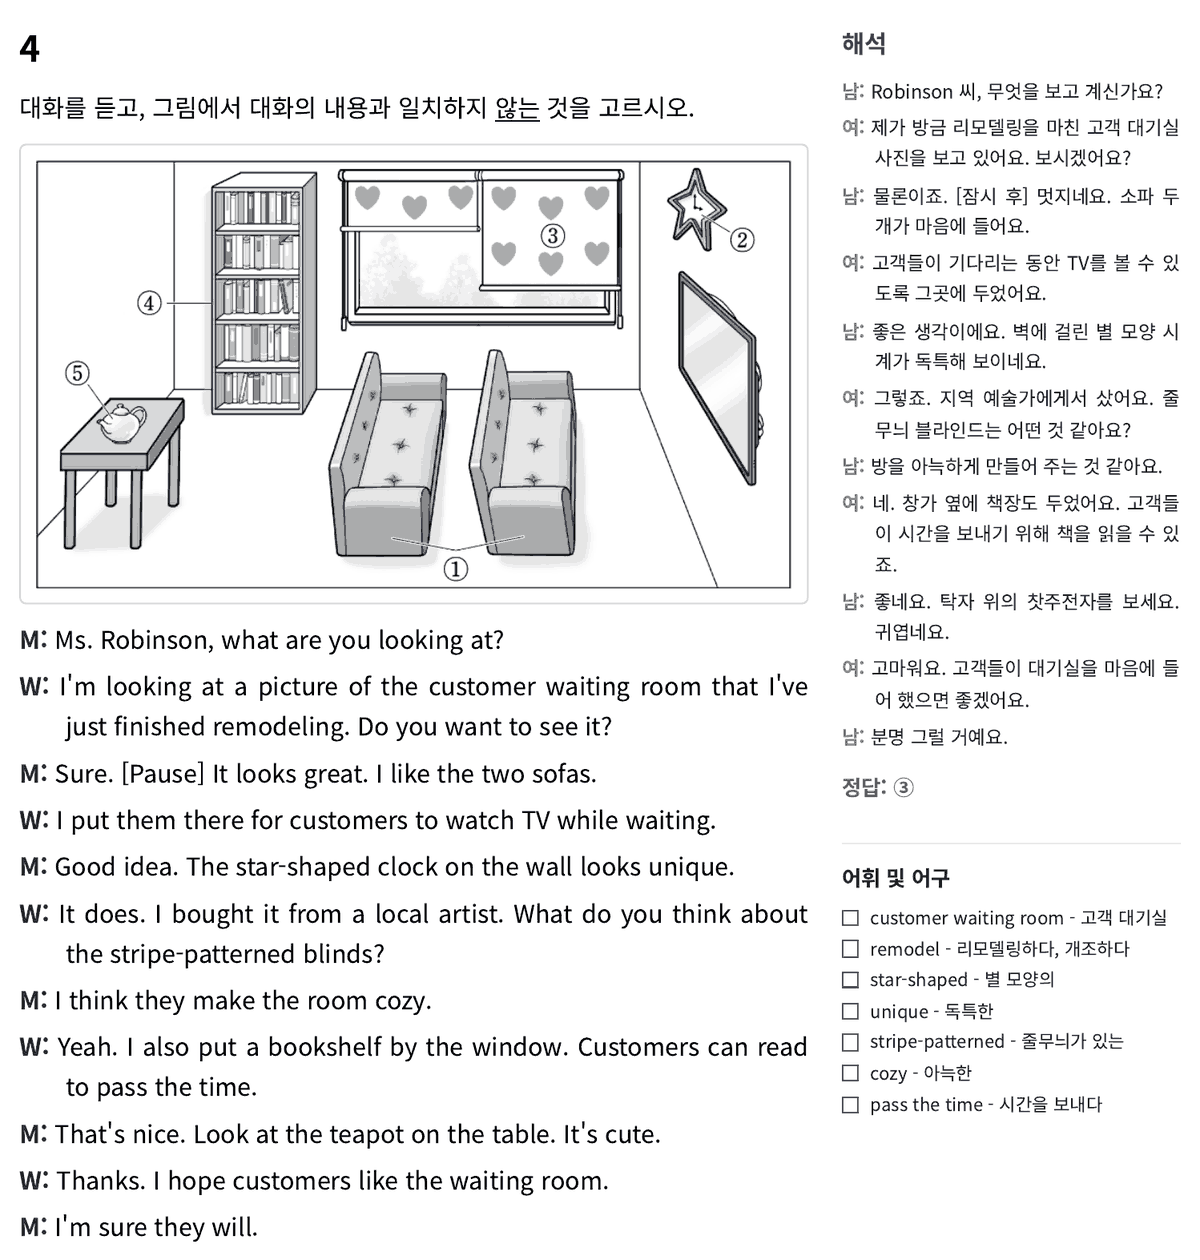 4
대화를 듣고, 그림에서 대화의 내용과 일치하지 않는 것을 고르시오.
①
②
③
④
⑤
M: Ms. Robinson, what are you looking at?
W: I'm looking at a picture of the customer waiting room that I've
just finished remodeling. Do you want to see it?
M: Sure. [Pause] It looks great. I like the two sofas.
W: I put them there for customers to watch TV while waiting.
M: Good idea. The star-shaped clock on the wall looks unique.
W: It does. I bought it from a local artist. What do you think about
the stripe-patterned blinds?
M: I think they make the room cozy.
W: Yeah. I also put a bookshelf by the window. Customers can read
to pass the time.
M: That's nice. Look at the teapot on the table. It's cute.
W: Thanks. I hope customers like the waiting room.
M: I'm sure they will.
해석
남: Robinson 씨, 무엇을 보고 계신가요?
여: 제가 방금 리모델링을 마친 고객 대기실
사진을 보고 있어요. 보시겠어요?
남: 물론이죠. [잠시 후] 멋지네요. 소파 두
개가 마음에 들어요.
여: 고객들이 기다리는 동안 TV를 볼 수 있
도록 그곳에 두었어요.
남: 좋은 생각이에요. 벽에 걸린 별 모양 시
계가 독특해 보이네요.
여: 그렇죠. 지역 예술가에게서 샀어요. 줄
무늬 블라인드는 어떤 것 같아요?
남: 방을 아늑하게 만들어 주는 것 같아요.
여: 네. 창가 옆에 책장도 두었어요. 고객들
이 시간을 보내기 위해 책을 읽을 수 있
죠.
남: 좋네요. 탁자 위의 찻주전자를 보세요.
귀엽네요.
여: 고마워요. 고객들이 대기실을 마음에 들
어 했으면 좋겠어요.
남: 분명 그럴 거예요.
정답: ③
어휘 및 어구
customer waiting room - 고객 대기실
remodel - 리모델링하다, 개조하다
star-shaped - 별 모양의
unique - 독특한
stripe-patterned - 줄무늬가 있는
cozy - 아늑한
pass the time - 시간을 보내다